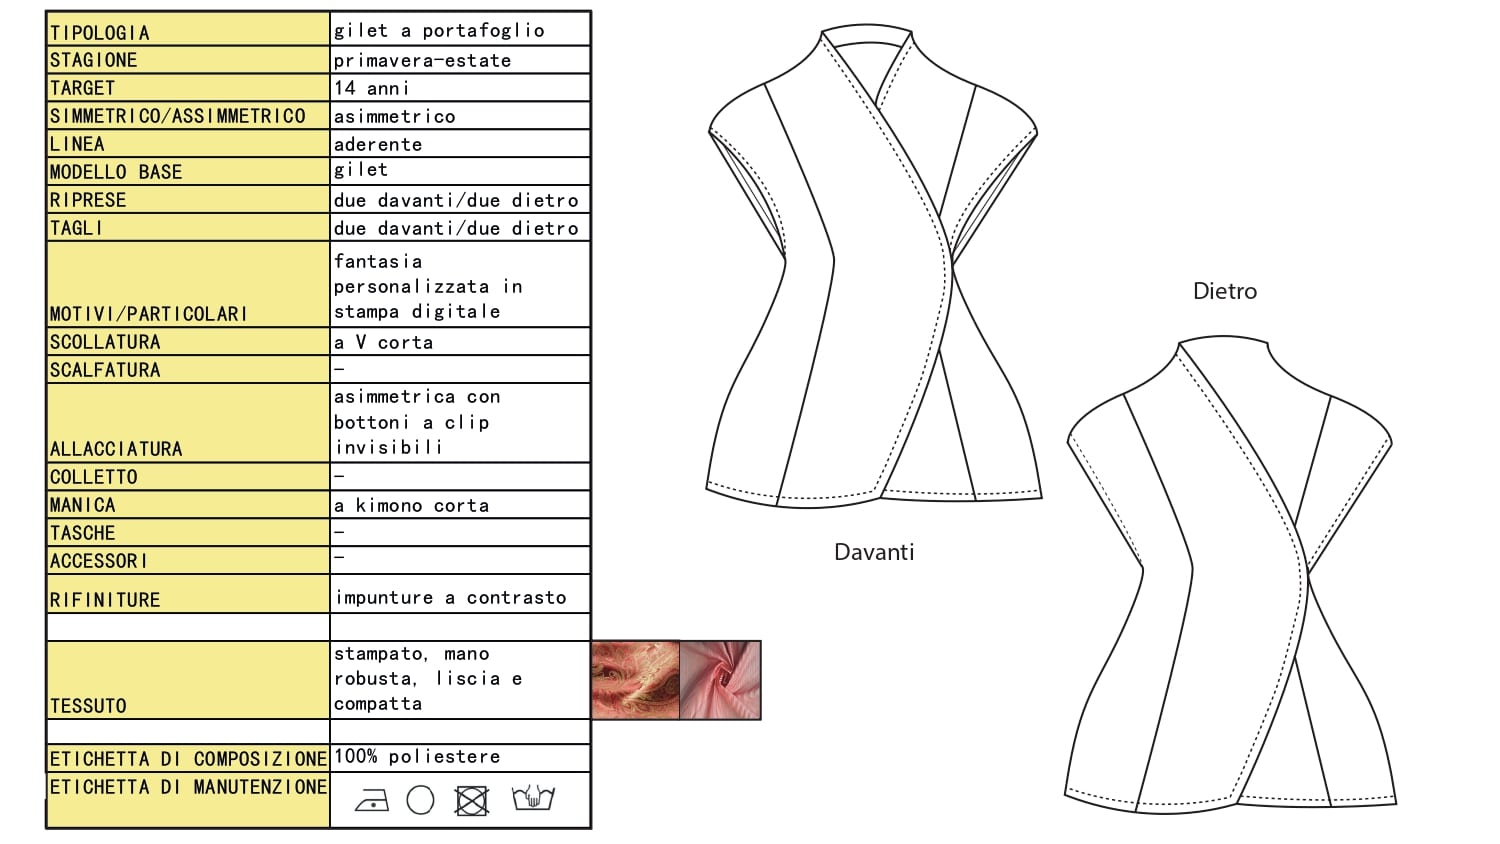 TIPOLOGIA gilet a portafoglio
STAGIONE primavera-estate
TARGET 14 anni
SIMMETRICO/ASSIMMETRICO asimmetrico
LINEA aderente
MODELLO BASE gilet
RIPRESE due davanti/due dietro
TAGLI due davanti/due dietro
fantasia
personalizzata in
MOTIVI/PARTICOLARI stampa digitale
SCOLLATURA a V corta
SCALFATURA –
asimmetrica con
bottoni a clip
ALLACCIATURA invisibili
COLLETTO –
MANICA a kimono corta
TASCHE –
ACCESSORI –
RIFINITURE impunture a contrasto
stampato, mano
robusta, liscia e
TESSUTO compatta
ETICHETTA DI COMPOSIZIONE 100% poliestere
ETICHETTA DI MANUTENZIONE
Davanti
Dietro